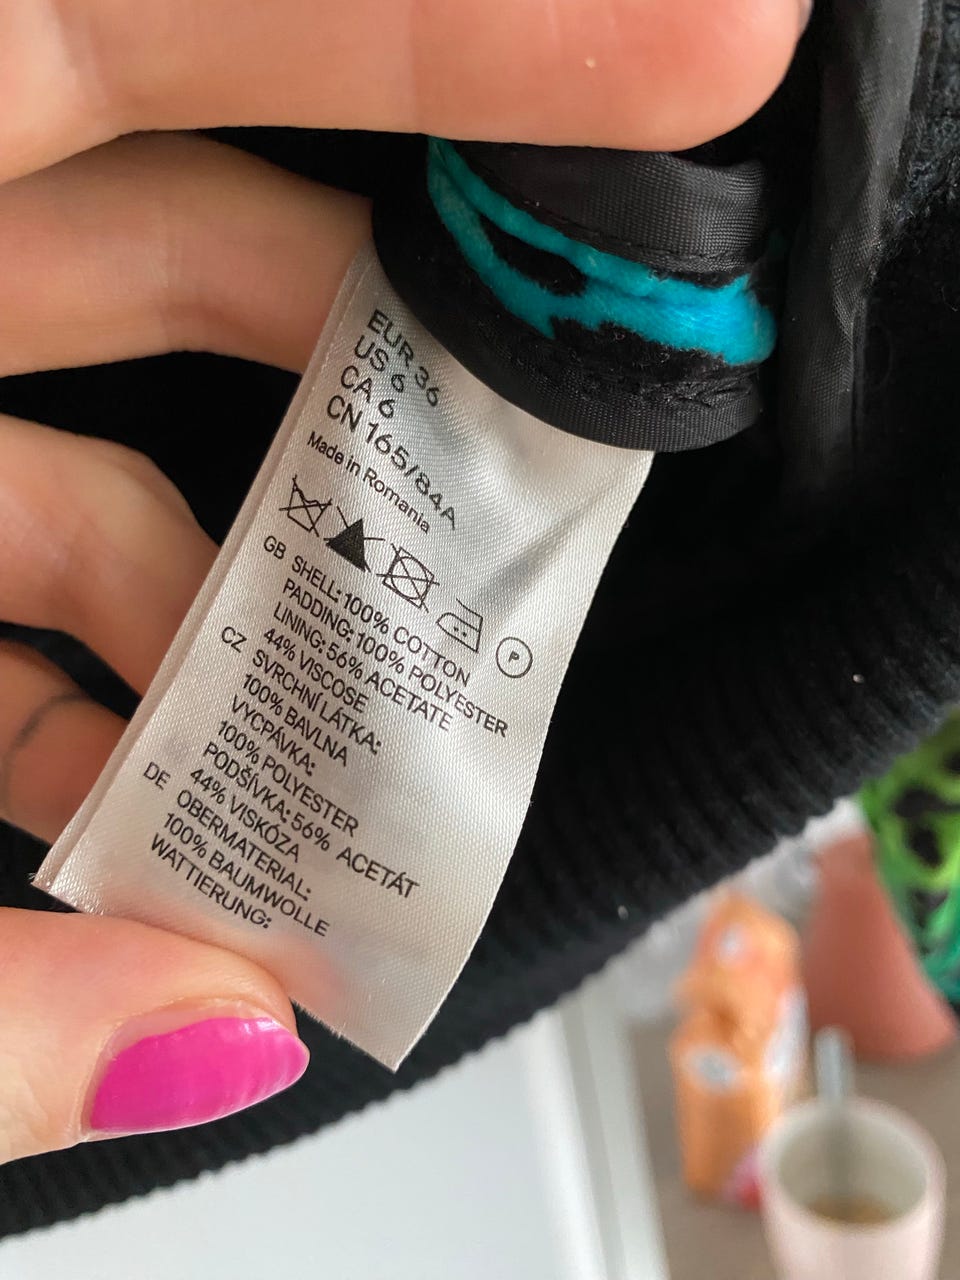 EUR 36
US 6
CA 6
CN 165/84A
Made in Romania
P
GB SHELL: 100% COTTON
PADDING: 100% POLYESTER
LINING: 56% ACETATE
44% VISCOSE
CZ SVRCHNÍ LÁTKA:
100% BAVLNA
VYCPÁVKA:
100% POLYESTER
PODŠÍVKA: 56% ACETÁT
44% VISKÓZA
DE OBERMATERIAL:
100% BAUMWOLLE
WATTIERUNG: